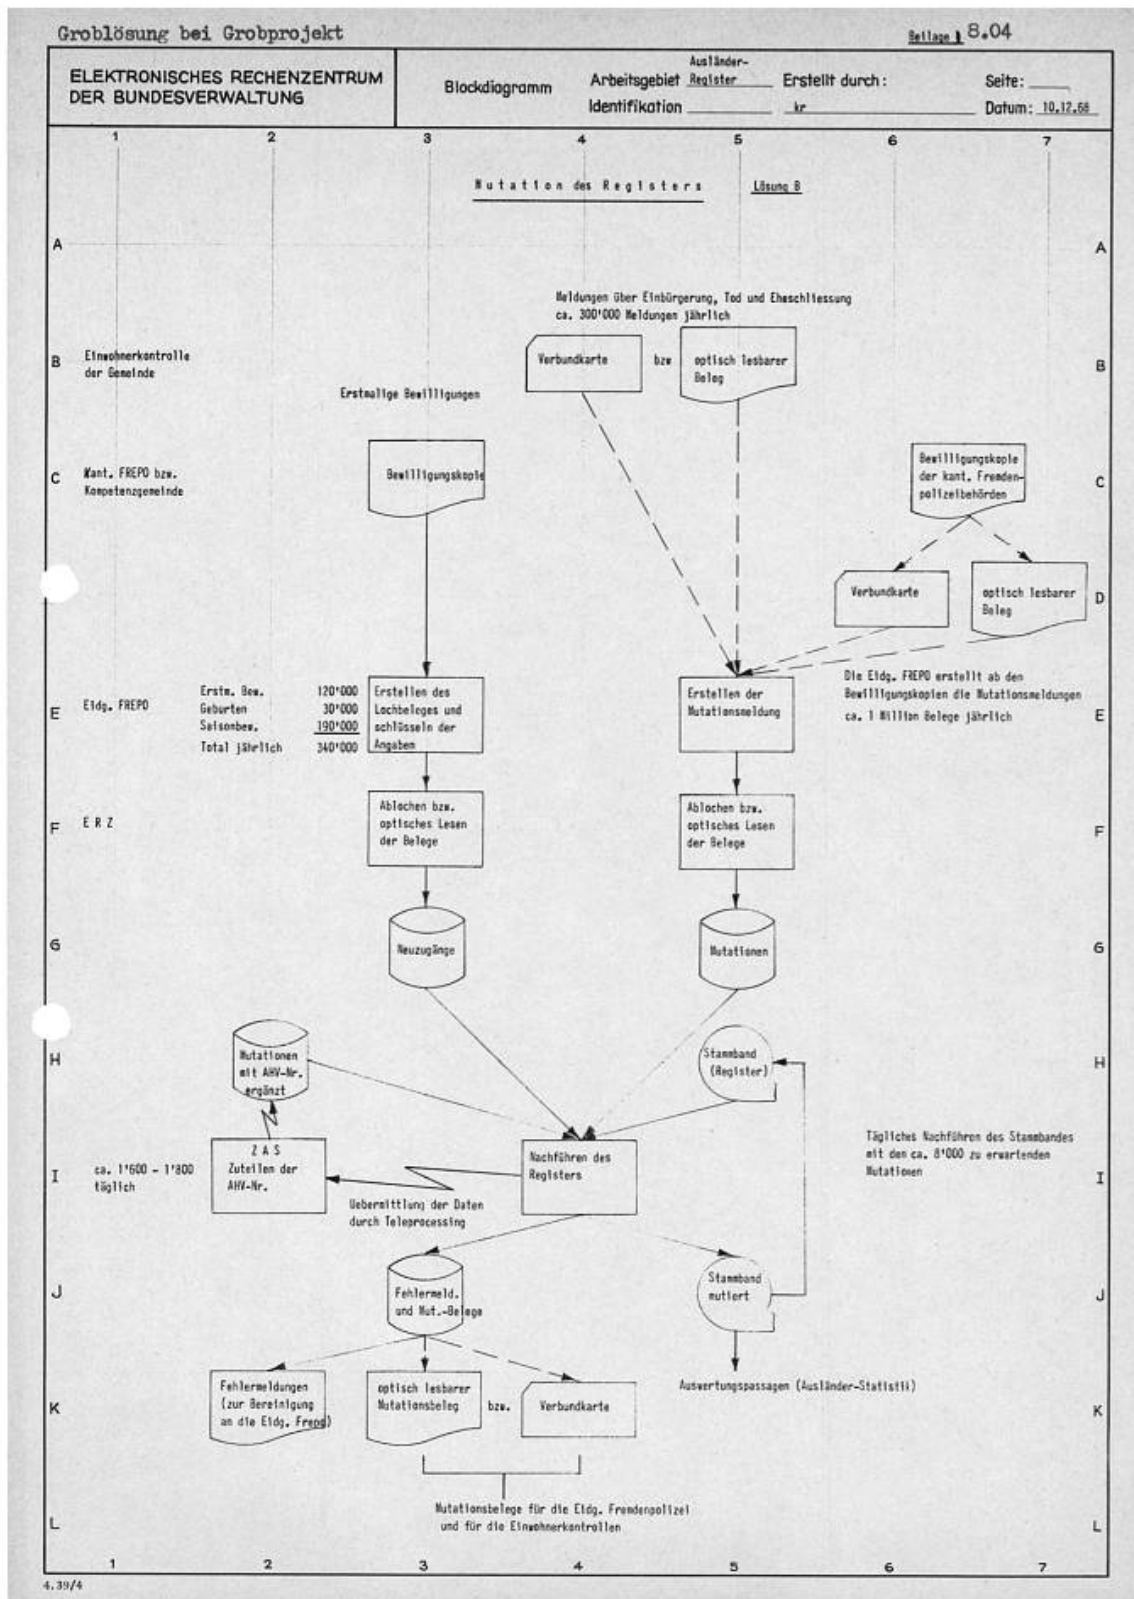 Groblösung bei Grobprojekt
Beilage 8.04
ELEKTRONISCHES RECHENZENTRUM
DER BUNDESVERWALTUNG
Blockdiagramm
Arbeitsgebiet Ausländer-Register
Identifikation
Erstellt durch :
kr
Seite:
Datum: 10.12.68
1 2 3 4 5 6 7
Mutation des Registers Lösung B
A A
Meldungen über Einbürgerung, Tod und Eheschliessung
ca. 300'000 Meldungen jährlich
B Einwohnerkontrolle
der Gemeinde
Verbundkarte bzw optisch lesbarer
Beleg
B
Erstmalige Bewilligungen
C Kant. FREPO bzw.
Kompetenzgemeinde
Bewilligungskopie
Bewilligungskopie
der kant. Fremden-
polizeibehörden
C
Verbundkarte
optisch lesbarer
Beleg
D
E Eidg. FREPO
Erstm. Bew. 120'000
Geburten 30'000
Saisonbew. 190'000
Total jährlich 340'000
Erstellen des
Lochbeleges und
schlüsseln der
Angaben
Erstellen der
Mutationsmeldung
Die Eidg. FREPO erstellt ab den
Bewilligungskopien die Mutationsmeldungen
ca. 1 Million Belege jährlich
E
F E R Z
Ablochen bzw.
optisches Lesen
der Belege
Ablochen bzw.
optisches Lesen
der Belege
F
G
Neuzugänge
Mutationen
G
H
Mutationen
mit AHV-Nr.
ergänzt
Stammband
(Register)
H
I
ca. 1'600 - 1'800
täglich
Z A S
Zuteilen der
AHV-Nr.
Nachführen des
Registers
Tägliches Nachführen des Stammbandes
mit den ca. 8'000 zu erwartenden
Mutationen
I
Uebermittlung der Daten
durch Teleprocessing
J
Fehlermeld.
und Mut.-Belege
Stammband
mutiert
J
K
Fehlermeldungen
(zur Bereinigung
an die Eidg. Frepo)
optisch lesbarer
Mutationsbeleg
bzw.
Verbundkarte
Auswertungspassagen (Ausländer-Statistik)
K
Mutationsbelege für die Eidg. Fremdenpolizei
und für die Einwohnerkontrollen
L L
1 2 3 4 5 6 7
4.39/4